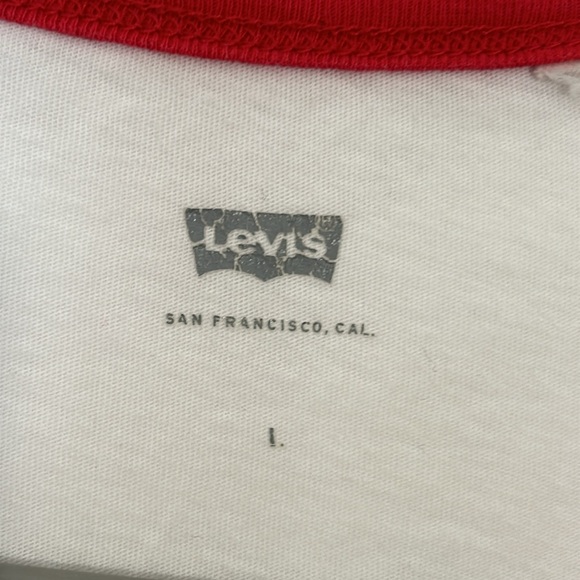 Levi's
SAN FRANCISCO, CAL.
L